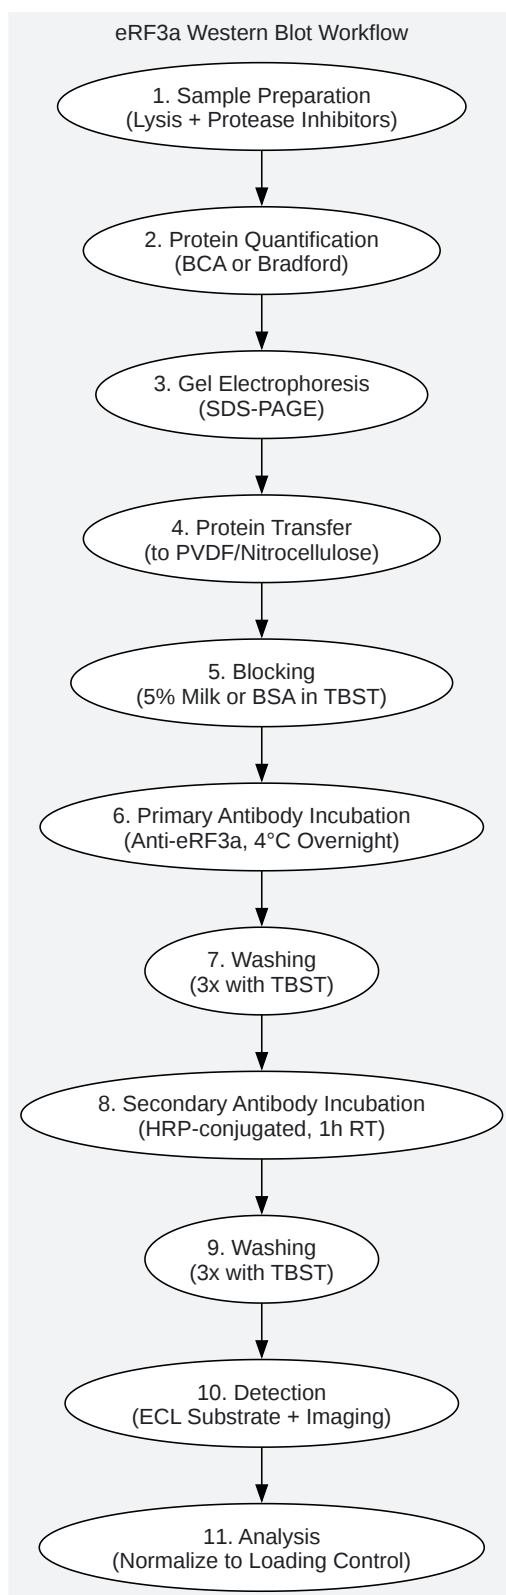 eRF3a Western Blot Workflow
1. Sample Preparation
(Lysis + Protease Inhibitors)
2. Protein Quantification
(BCA or Bradford)
3. Gel Electrophoresis
(SDS-PAGE)
4. Protein Transfer
(to PVDF/Nitrocellulose)
5. Blocking
(5% Milk or BSA in TBST)
6. Primary Antibody Incubation
(Anti-eRF3a, 4°C Overnight)
7. Washing
(3x with TBST)
8. Secondary Antibody Incubation
(HRP-conjugated, 1h RT)
9. Washing
(3x with TBST)
10. Detection
(ECL Substrate + Imaging)
11. Analysis
(Normalize to Loading Control)